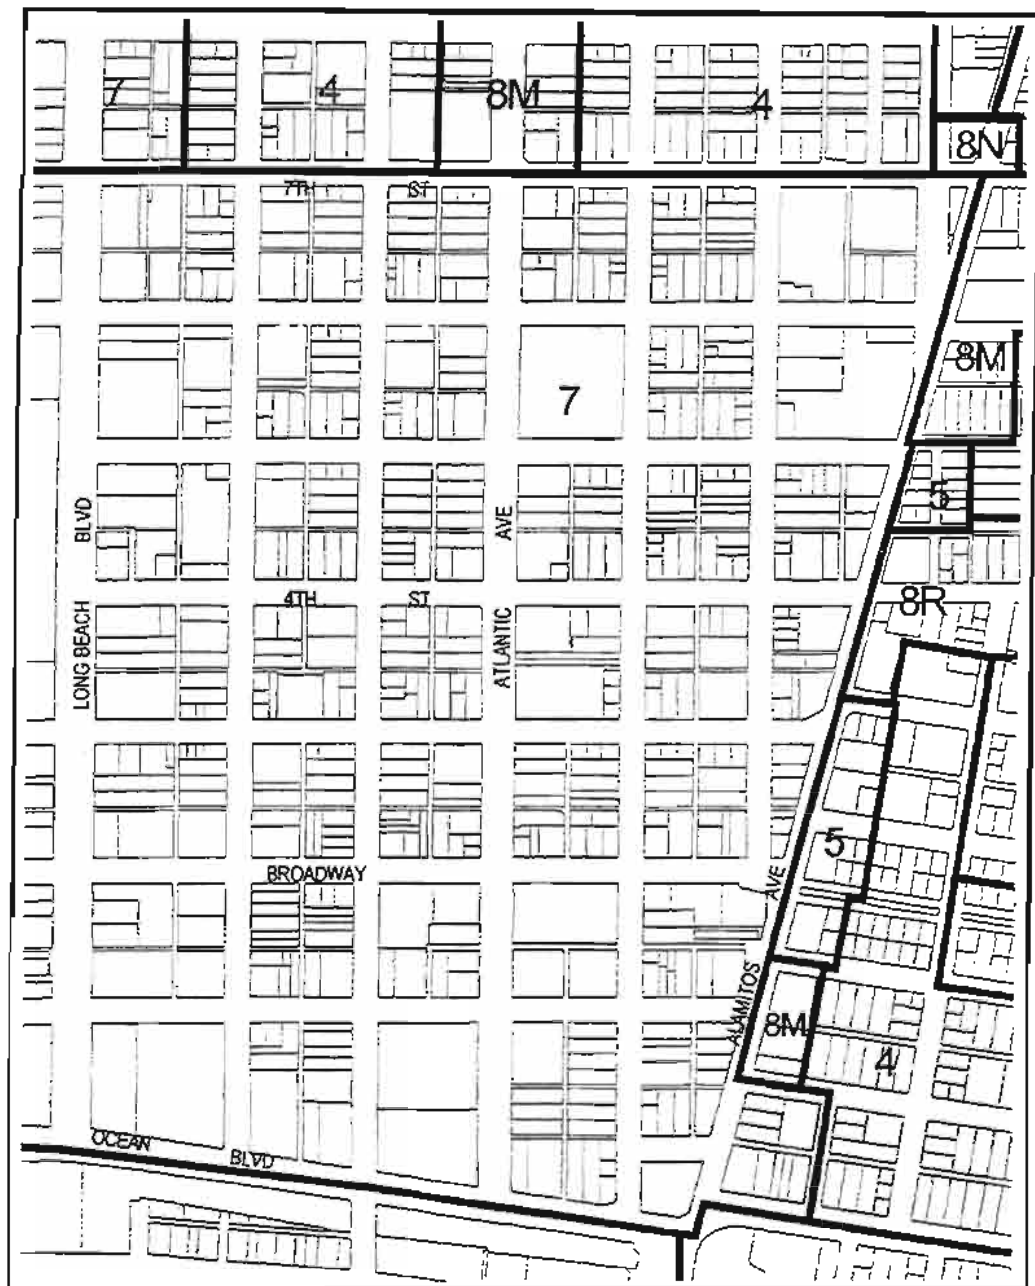 7
4
8M
4
8N
7TH ST
8M
7
5
BLVD
AVE
4TH ST
8R
LONG BEACH
ATLANTIC
5
BROADWAY
AVE
ALAMITOS
8M
4
OCEAN BLVD